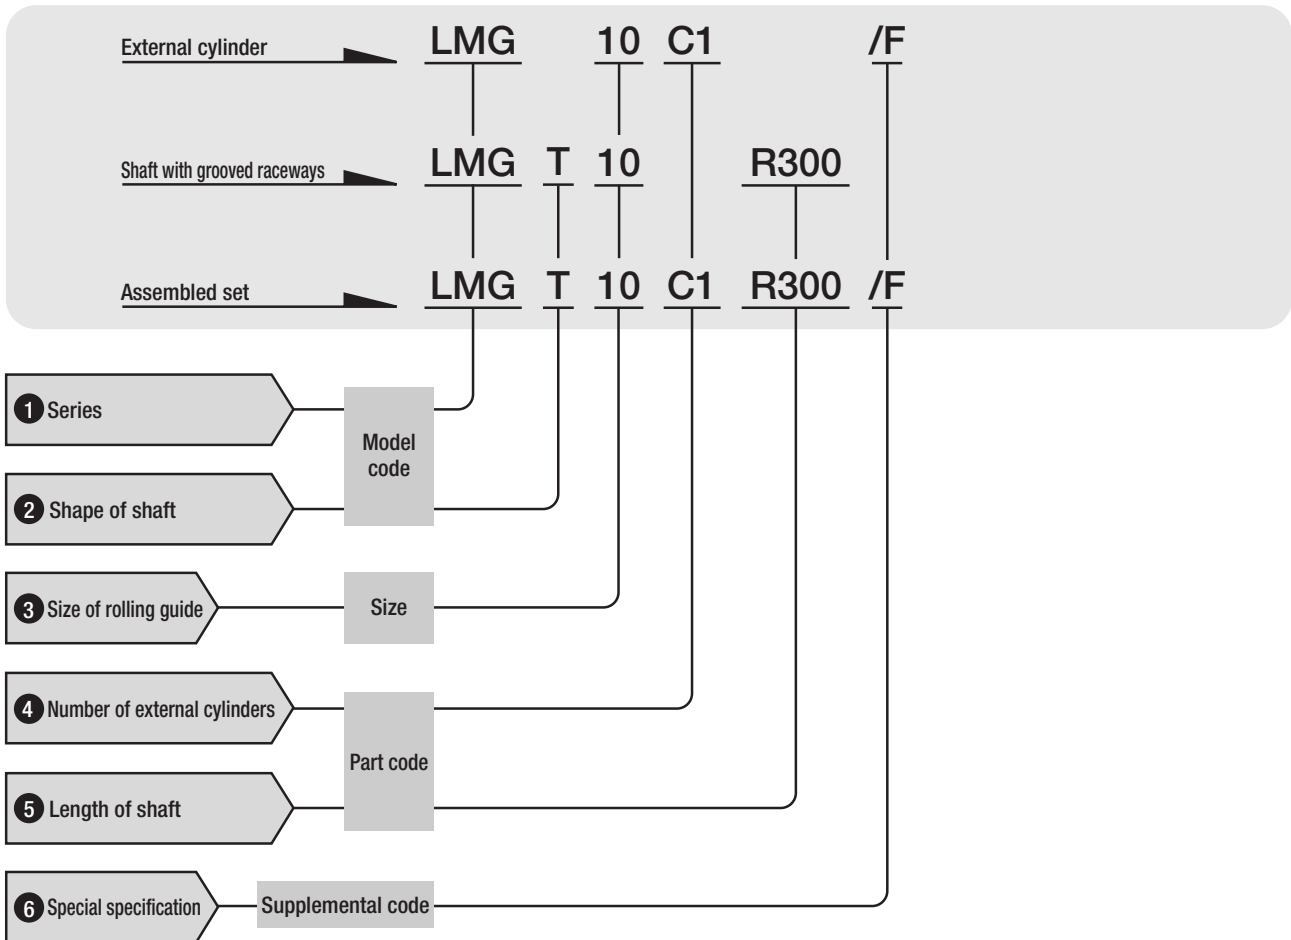 External cylinder LMG 10 C1 /F
Shaft with grooved raceways LMG T 10 R300
Assembled set LMG T 10 C1 R300 /F
1 Series
Model
code
2 Shape of shaft
3 Size of rolling guide Size
4 Number of external cylinders
Part code
5 Length of shaft
6 Special specification Supplemental code